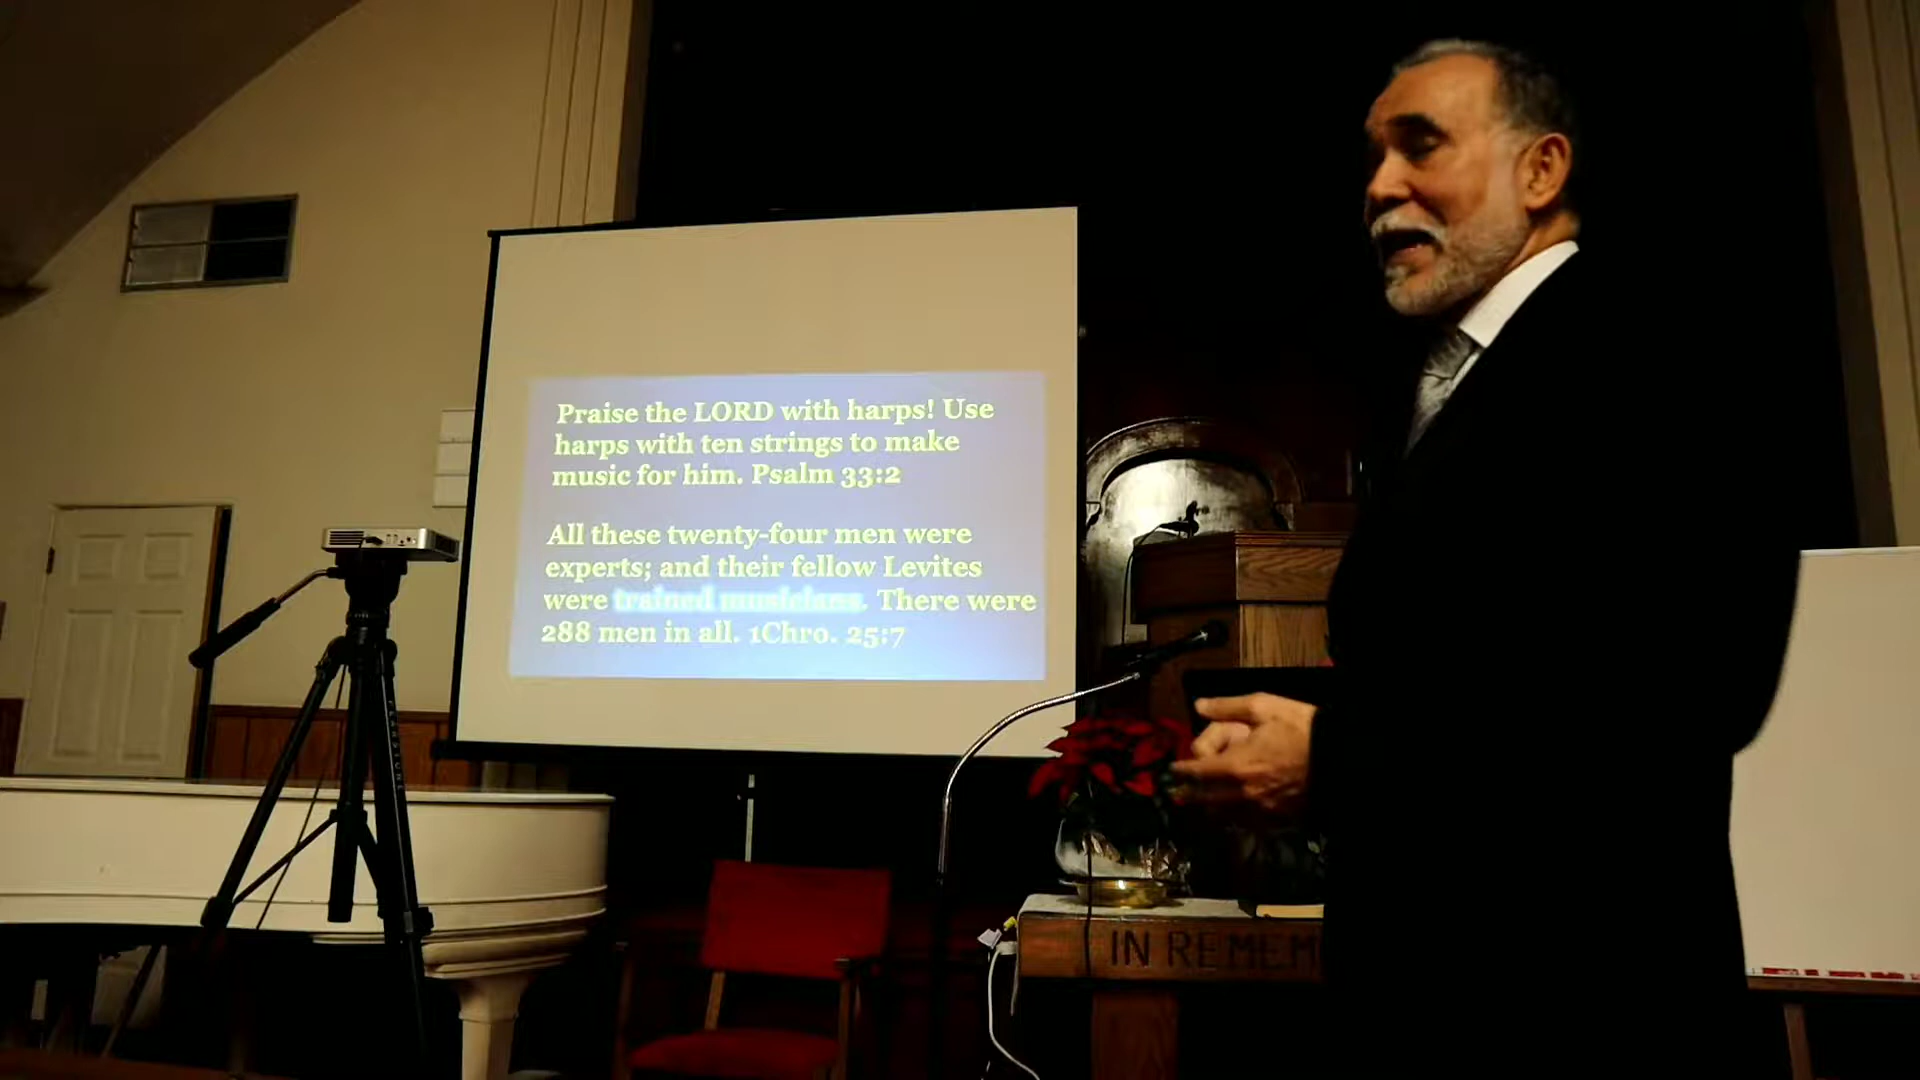 Praise the LORD with harps! Use
harps with ten strings to make
music for him. Psalm 33:2
All these twenty-four men were
experts; and their fellow Levites
were trained musicians. There were
288 men in all. 1Chro. 25:7
IN REMEM